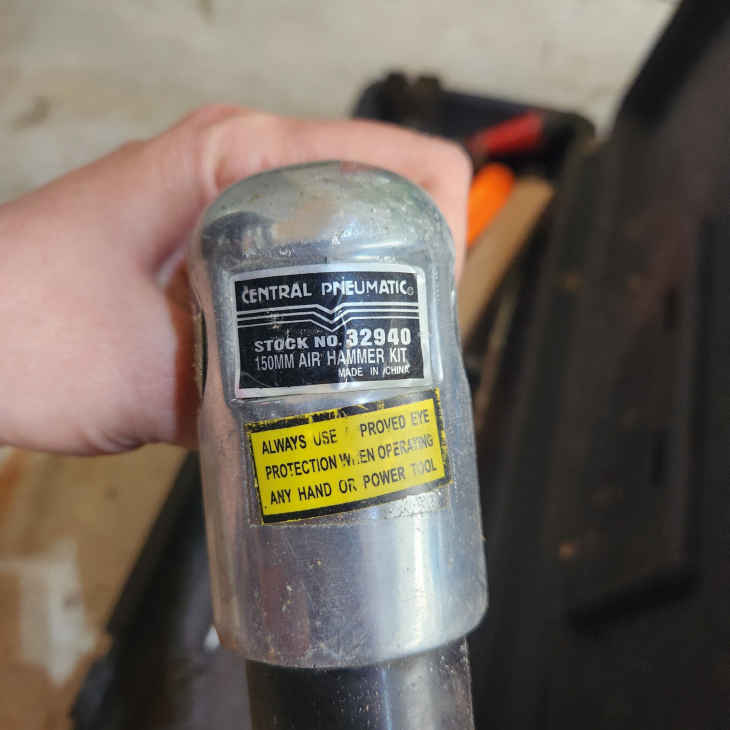 CENTRAL PNEUMATIC®
STOCK NO. 32940
150MM AIR HAMMER KIT
MADE IN CHINA
ALWAYS USE PROVED EYE
PROTECTION WHEN OPERATING
ANY HAND OR POWER TOOL